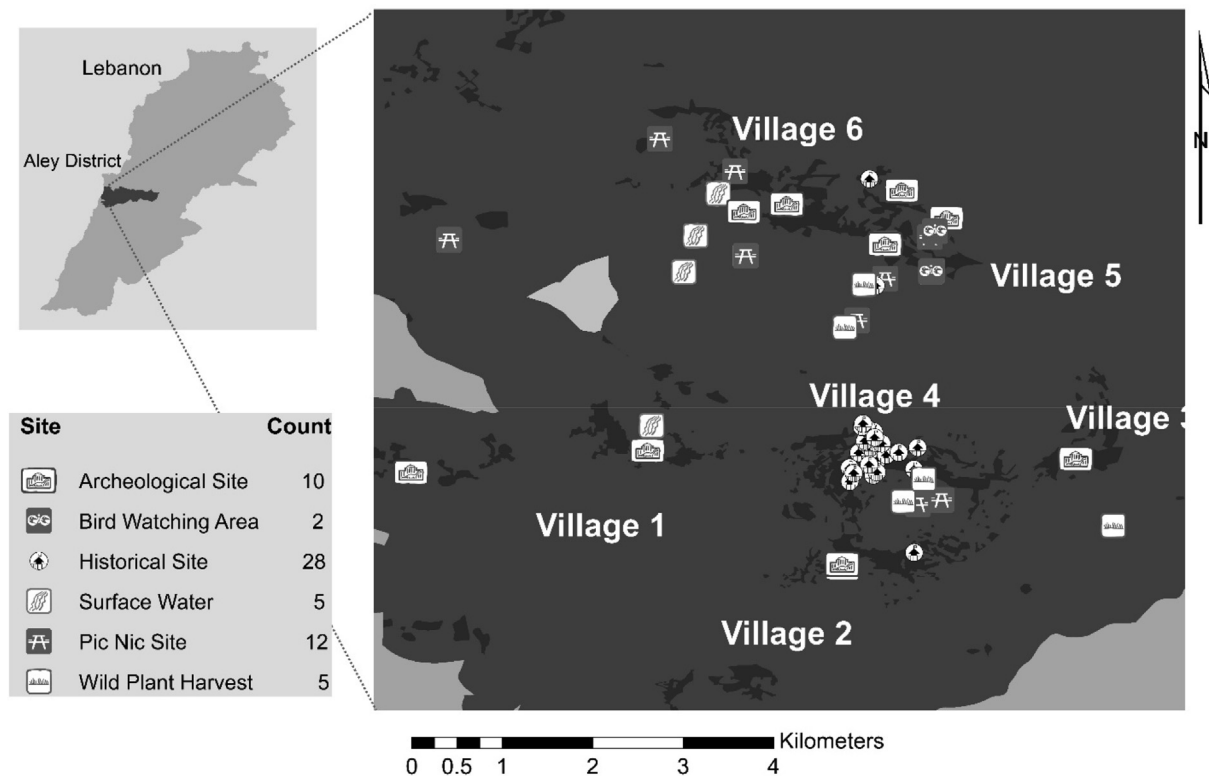 Lebanon
Aley District
Village 6
Village 5
Village 4
Village 3
Village 1
Village 2
N
Site Count
Archeological Site 10
Bird Watching Area 2
Historical Site 28
Surface Water 5
Pic Nic Site 12
Wild Plant Harvest 5
Kilometers
0 0.5 1 2 3 4